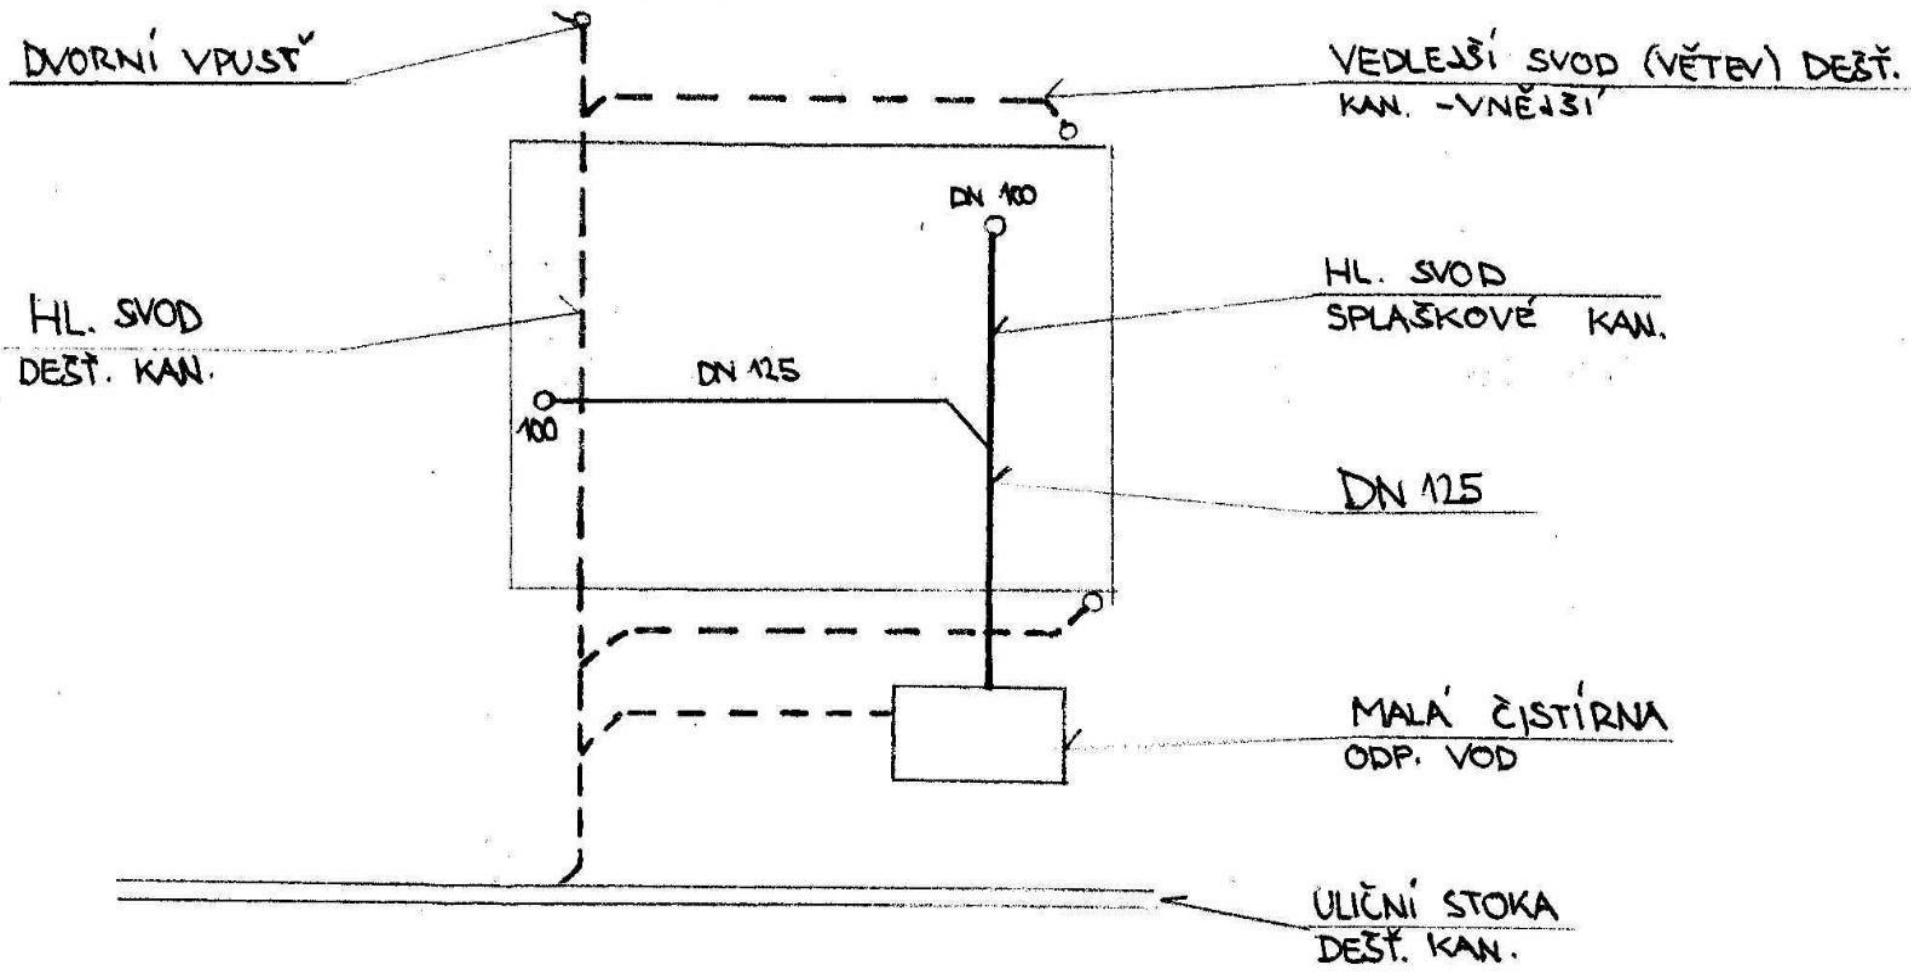 DVORNÍ VPUSŤ
VEDLEJŠÍ SVOD (VĚTEV) DEŠŤ.
KAN. - VNĚJŠÍ
DN 100
HL. SVOD
SPLAŠKOVÉ KAN.
HL. SVOD
DEŠŤ. KAN.
DN 125
100
DN 125
MALÁ ČISTÍRNA
ODP. VOD
ULIČNÍ STOKA
DEŠŤ. KAN.